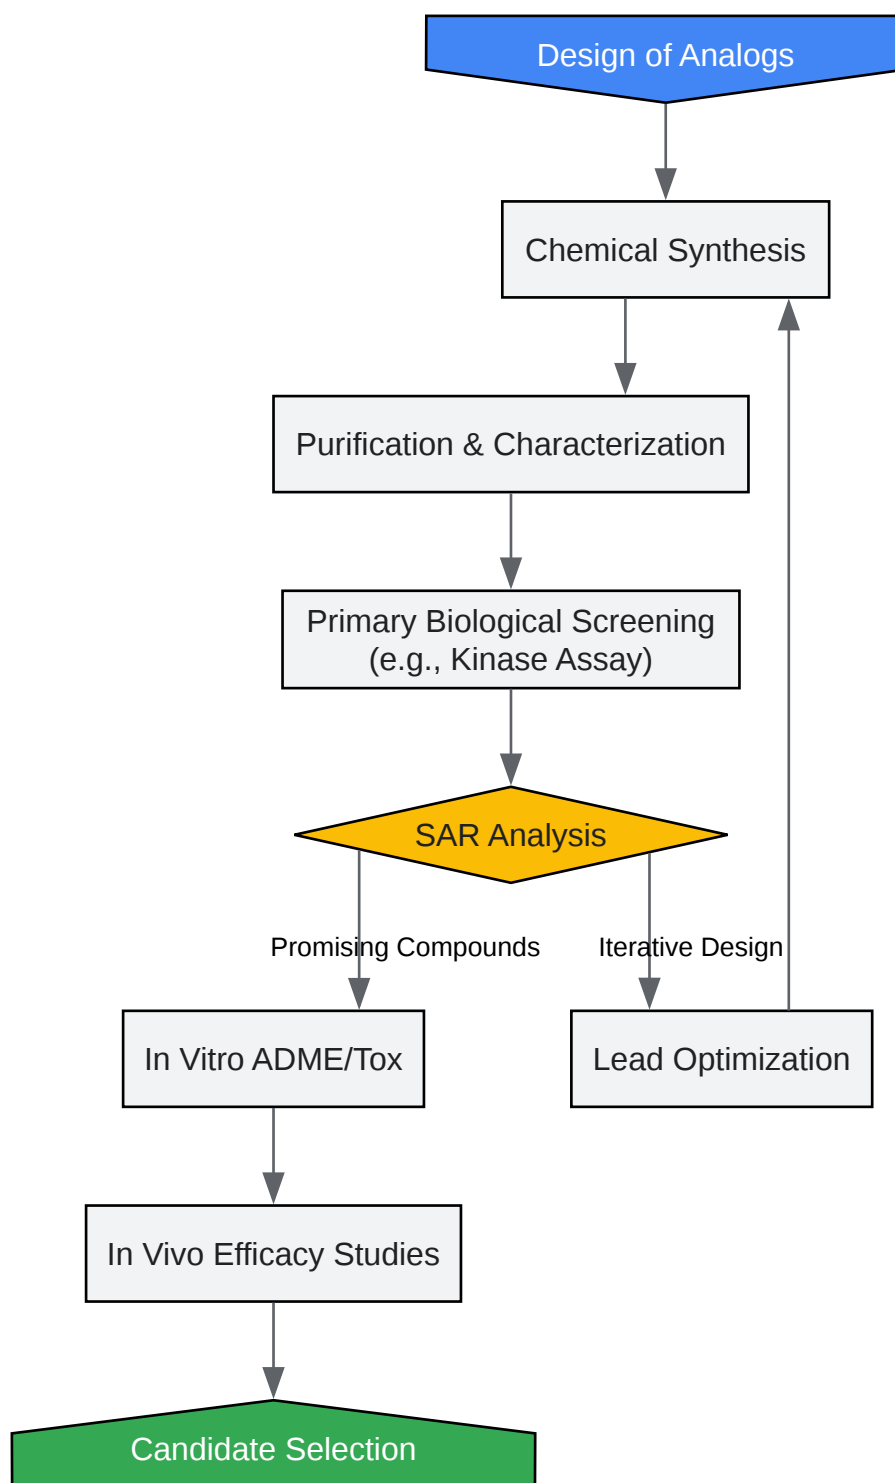 Design of Analogs
Chemical Synthesis
Purification & Characterization
Primary Biological Screening
(e.g., Kinase Assay)
SAR Analysis
Promising Compounds
Iterative Design
In Vitro ADME/Tox
Lead Optimization
In Vivo Efficacy Studies
Candidate Selection